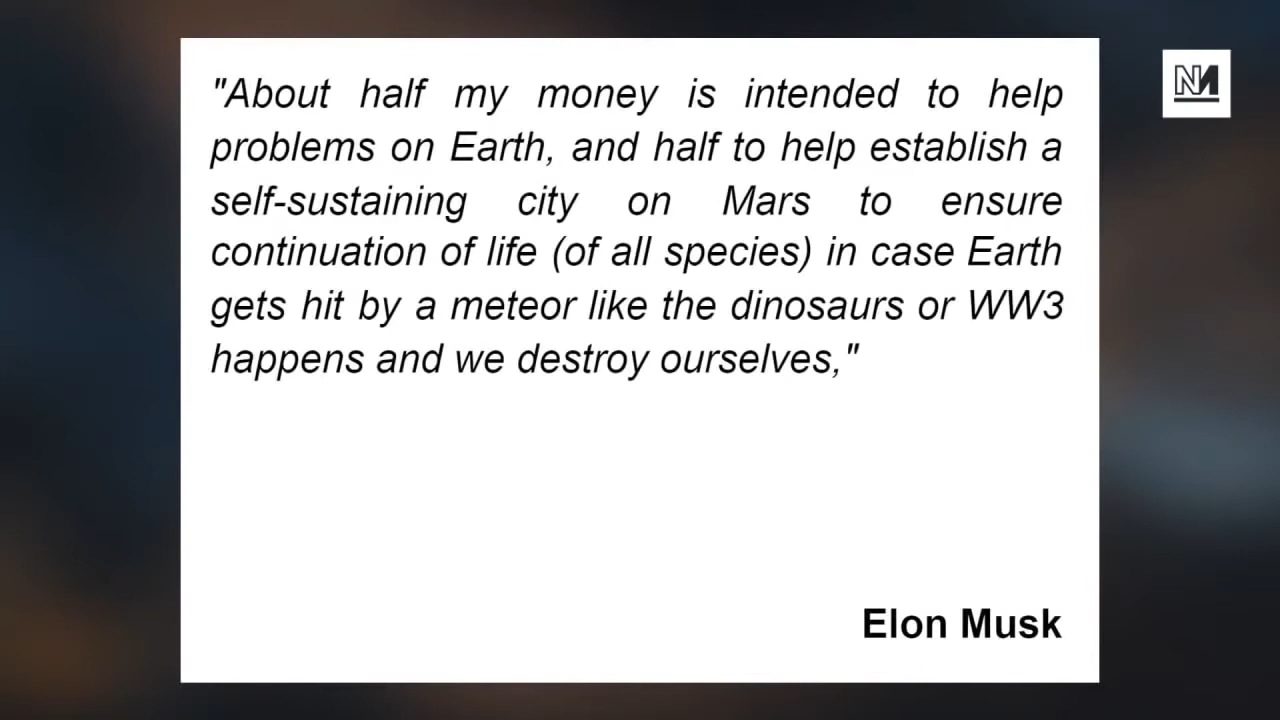 "About half my money is intended to help
problems on Earth, and half to help establish a
self-sustaining city on Mars to ensure
continuation of life (of all species) in case Earth
gets hit by a meteor like the dinosaurs or WW3
happens and we destroy ourselves,"
Elon Musk
NM